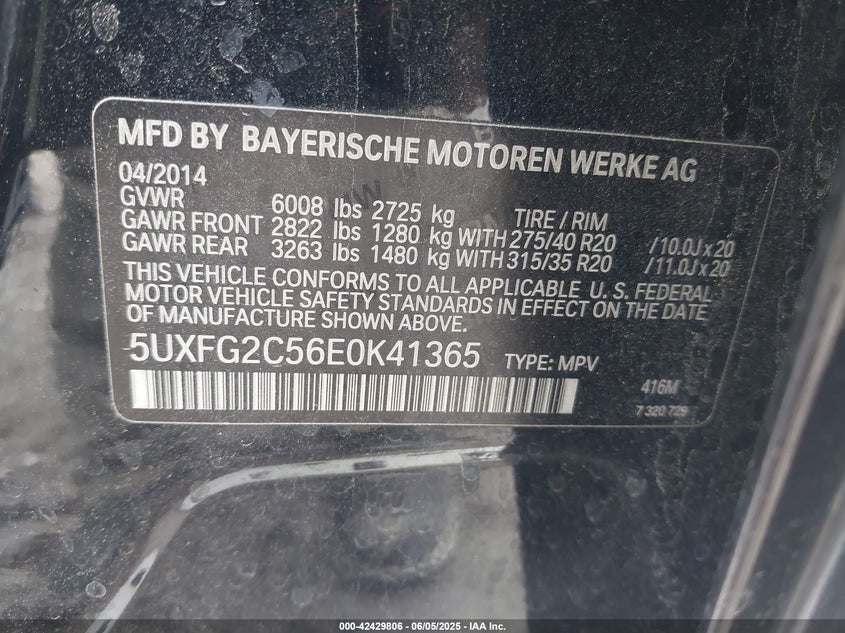 MFD BY BAYERISCHE MOTOREN WERKE AG
04/2014
GVWR 6008 lbs 2725 kg TIRE / RIM
GAWR FRONT 2822 lbs 1280 kg WITH 275/40 R20 /10.0J x 20
GAWR REAR 3263 lbs 1480 kg WITH 315/35 R20 /11.0J x 20
THIS VEHICLE CONFORMS TO ALL APPLICABLE U. S. FEDERAL
MOTOR VEHICLE SAFETY STANDARDS IN EFFECT ON THE DATE
OF MANUFACTURE SHOWN ABOVE.
5UXFG2C56E0K41365 TYPE: MPV
416M
7 320 729
000-42429806 - 06/05/2025 - IAA Inc.